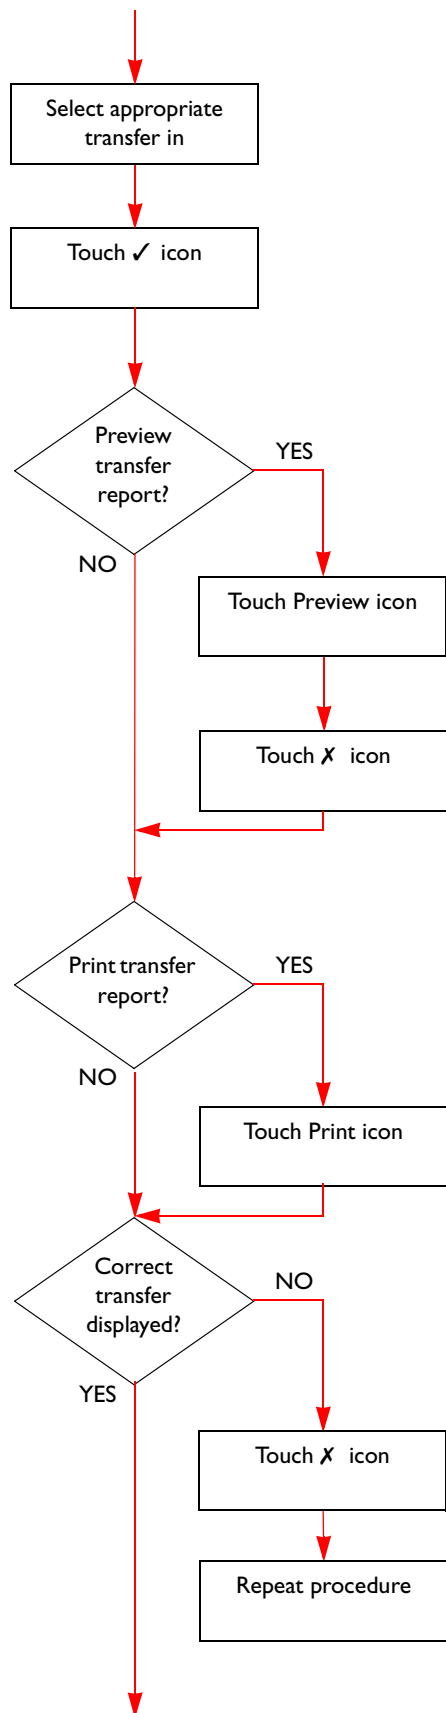 Select appropriate
transfer in
Touch ✓ icon
Preview
transfer
report?
YES
NO
Touch Preview icon
Touch ✗ icon
Print transfer
report?
YES
NO
Touch Print icon
Correct
transfer
displayed?
NO
YES
Touch ✗ icon
Repeat procedure